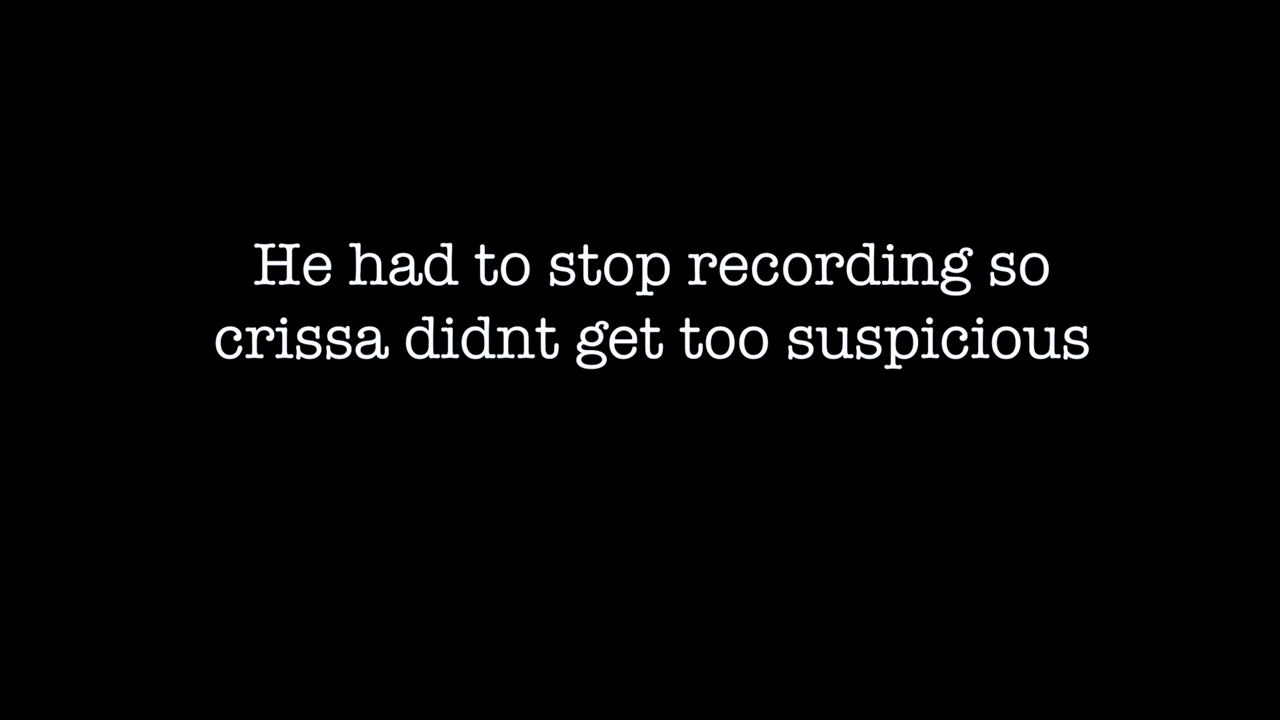 He had to stop recording so
crissa didnt get too suspicious